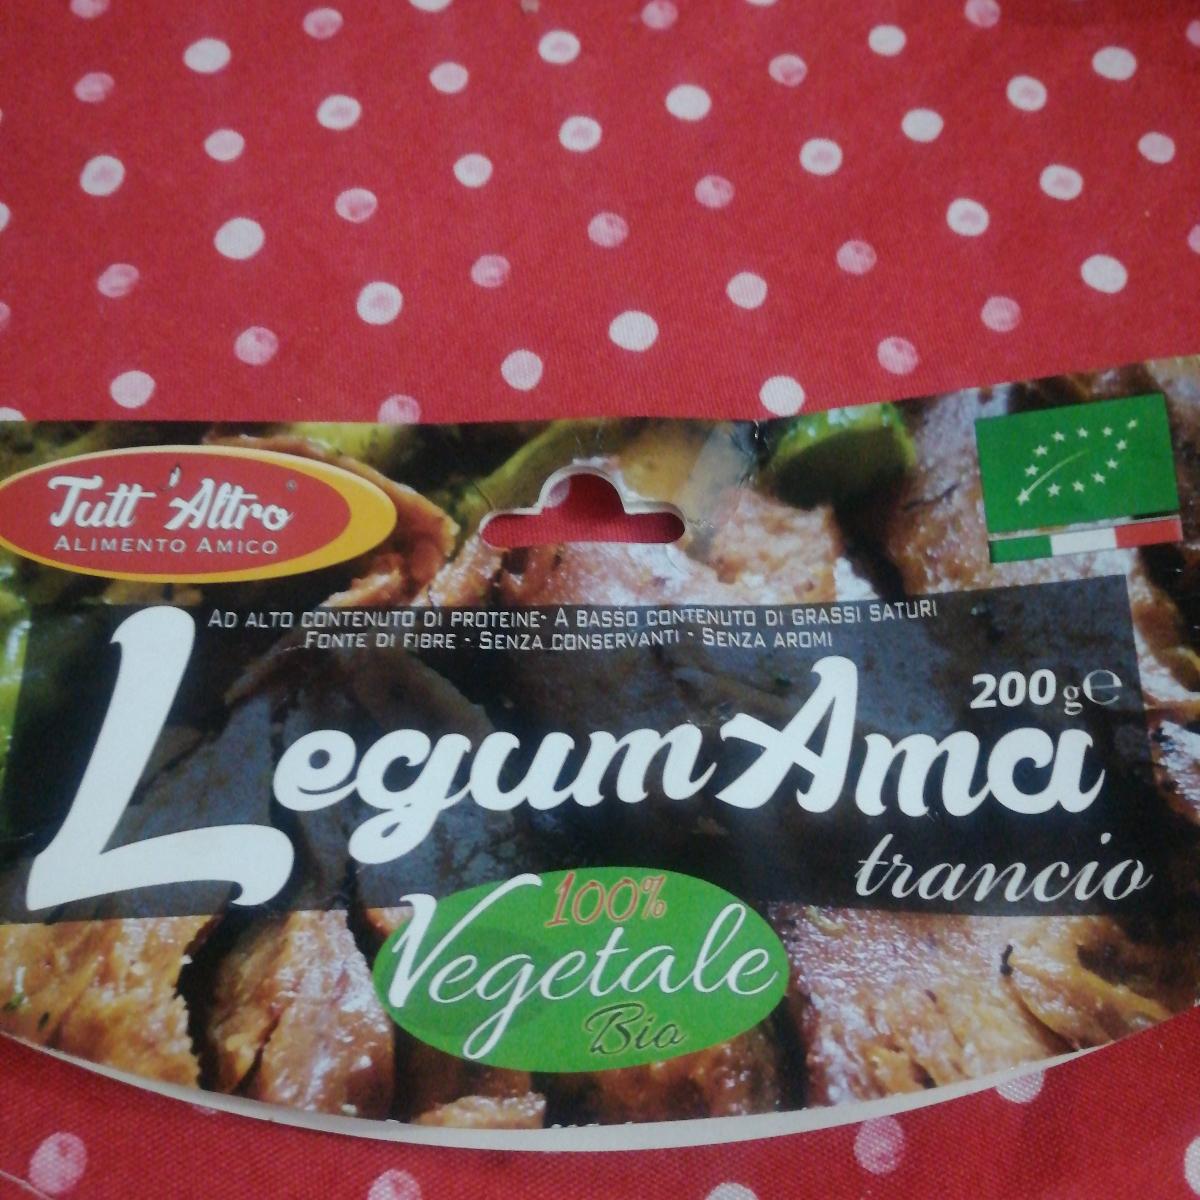 Tutt'Altro®
ALIMENTO AMICO
AD ALTO CONTENUTO DI PROTEINE- A BASSO CONTENUTO DI GRASSI SATURI
FONTE DI FIBRE - SENZA CONSERVANTI - SENZA AROMI
200 g℮
LegumAma
trancio
100%
Vegetale
Bio